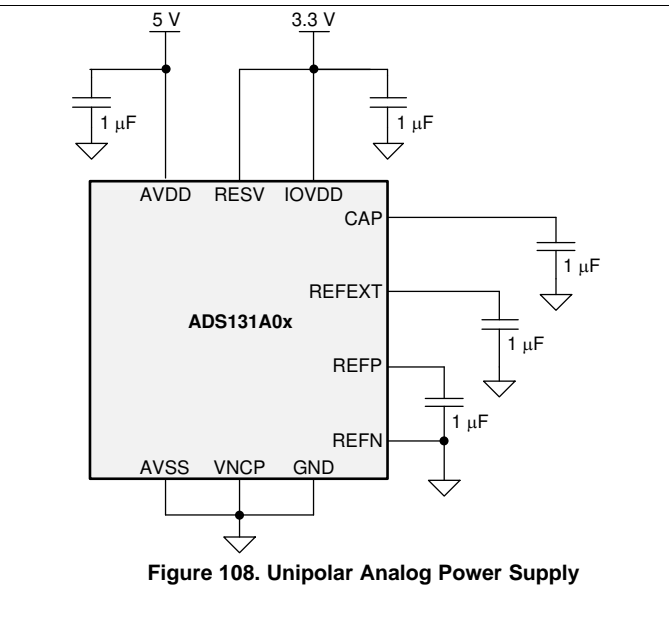 5 V
3.3 V
1 μF
1 μF
AVDD
RESV
IOVDD
CAP
1 μF
REFEXT
ADS131A0x
1 μF
REFP
1 μF
REFN
AVSS
VNCP
GND
Figure 108. Unipolar Analog Power Supply